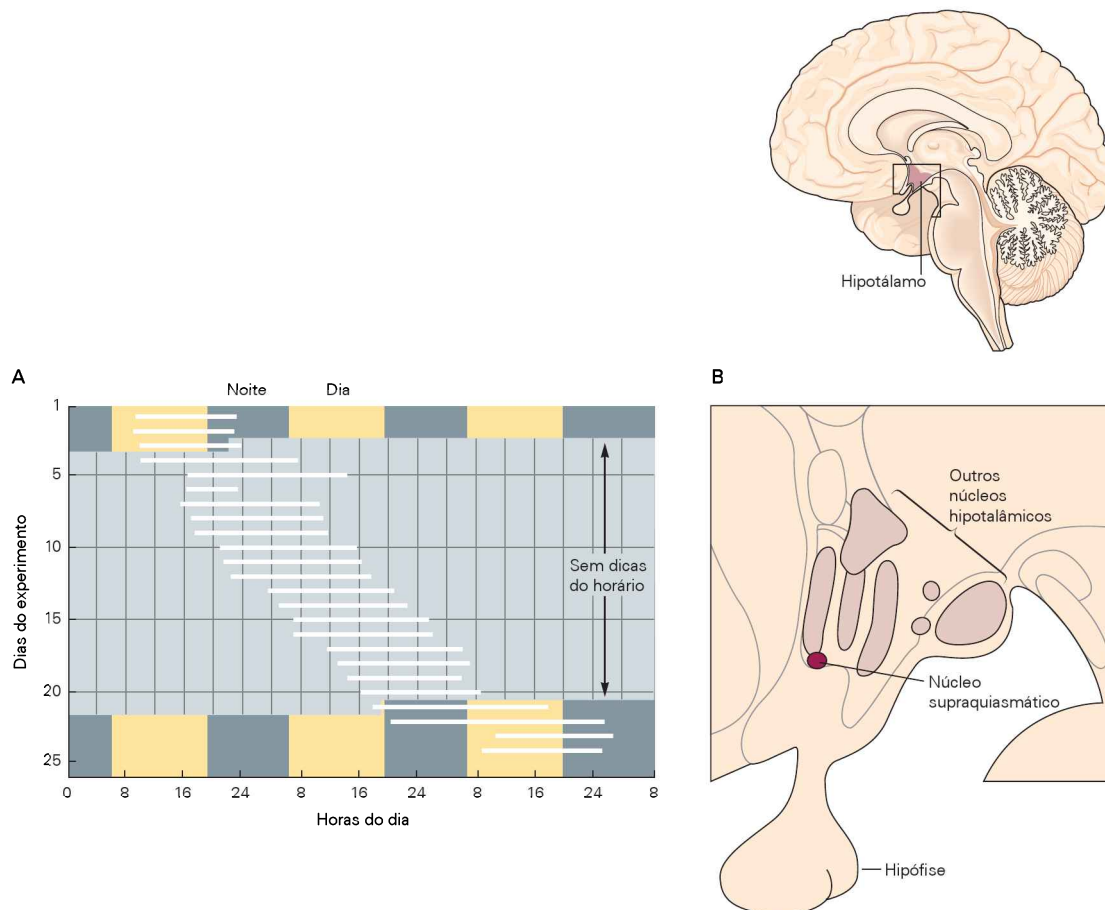 Hipotálamo
A
Noite
Dia
1
5
10
15
20
25
Dias do experimento
Sem dicas
do horário
0
8
16
24
8
16
24
8
16
24
8
Horas do dia
B
Outros
núcleos
hipotalâmicos
Núcleo
supraquiasmático
Hipófise